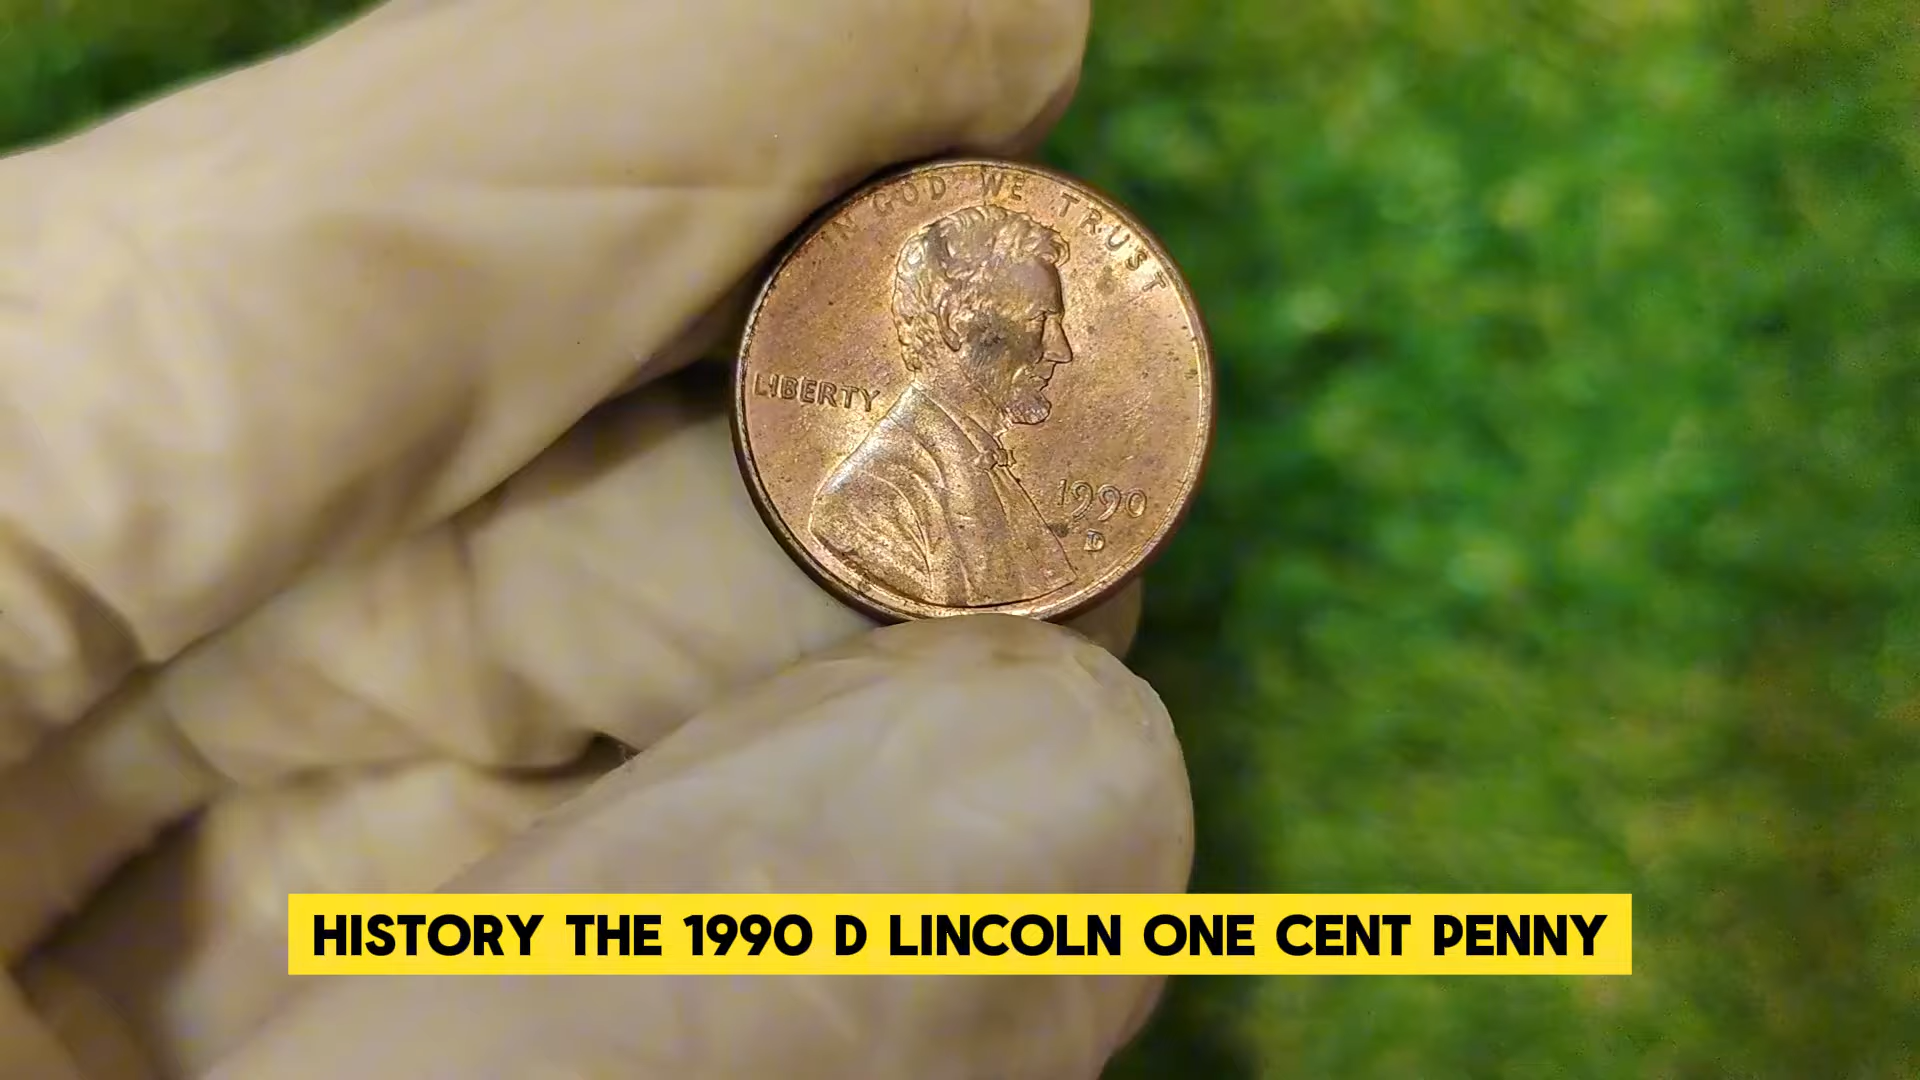 IN GOD WE TRUST
LIBERTY
1990
D
HISTORY THE 1990 D LINCOLN ONE CENT PENNY